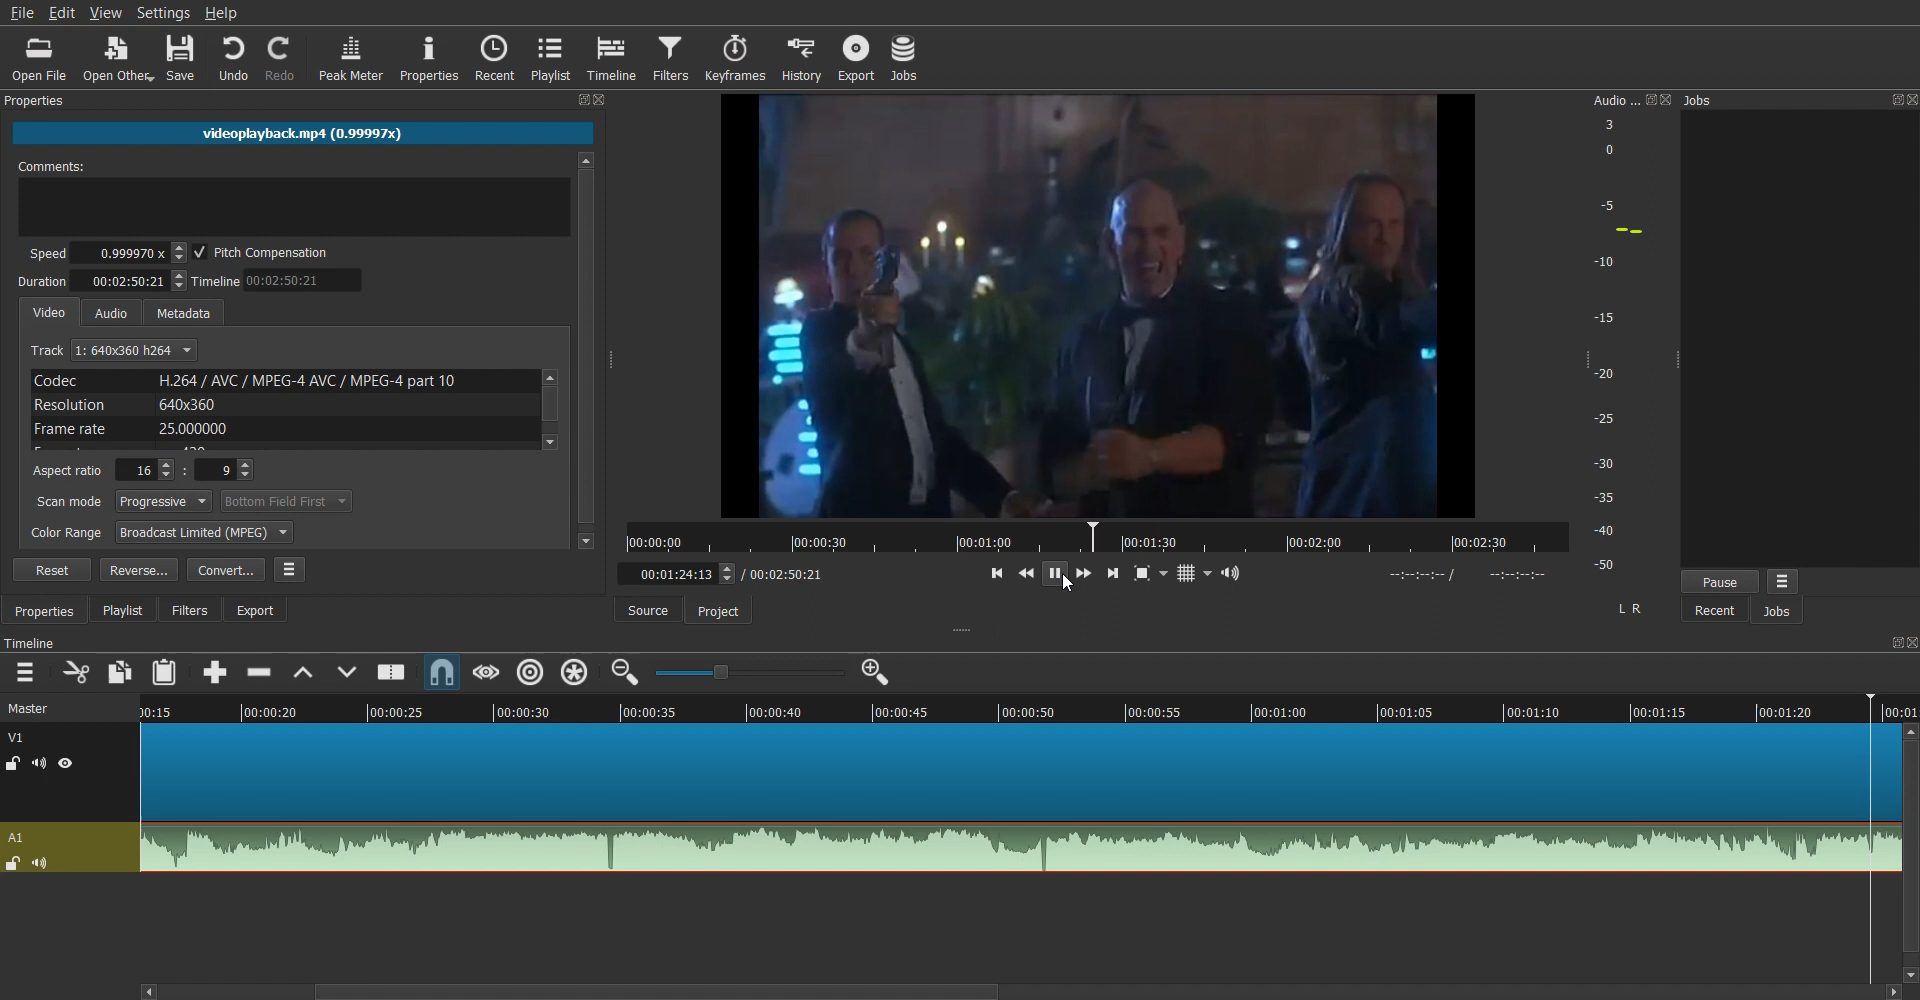 File Edit View Settings Help
Open File Open Other Save Undo Redo Peak Meter Properties Recent Playlist Timeline Filters Keyframes History Export Jobs
Properties
videoplayback.mp4 (0.99997x)
Comments:
Speed 0.999970 x Pitch Compensation
Duration 00:02:50:21 Timeline 00:02:50:21
Video Audio Metadata
Track 1: 640x360 h264
Codec H.264 / AVC / MPEG-4 AVC / MPEG-4 part 10
Resolution 640x360
Frame rate 25.000000
Aspect ratio 16 : 9
Scan mode Progressive Bottom Field First
Color Range Broadcast Limited (MPEG)
Reset Reverse... Convert...
Properties Playlist Filters Export
00:00:00 00:00:30 00:01:00 00:01:30 00:02:00 00:02:30
00:01:24:13 / 00:02:50:21 --:--:--:-- / --:--:--:--
Source Project
Audio ...
3
0
-5
-10
-15
-20
-25
-30
-35
-40
-50
L R
Jobs
Pause
Recent Jobs
Timeline
Master 00:15 00:00:20 00:00:25 00:00:30 00:00:35 00:00:40 00:00:45 00:00:50 00:00:55 00:01:00 00:01:05 00:01:10 00:01:15 00:01:20 00:01
V1
A1